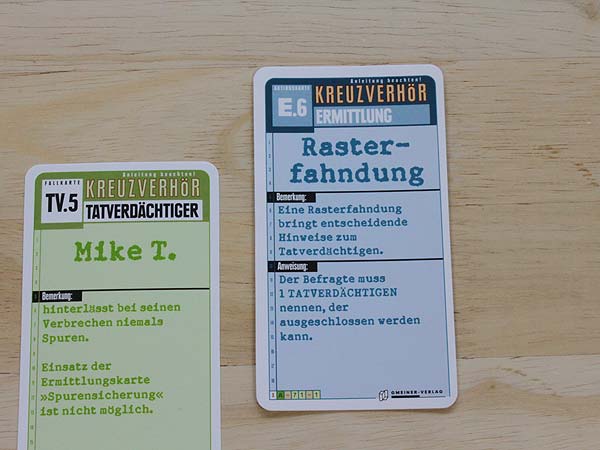 FALLKARTE
Anleitung beachten!
TV.5
KREUZVERHÖR
TATVERDÄCHTIGER
Mike T.
Bemerkung:
hinterlässt bei seinen
Verbrechen niemals
Spuren.
Einsatz der
Ermittlungskarte
»Spurensicherung«
ist nicht möglich.
Anleitung beachten!
AKTIONSKARTE
E.6
KREUZVERHÖR
ERMITTLUNG
Raster-
fahndung
Bemerkung:
Eine Rasterfahndung
bringt entscheidende
Hinweise zum
Tatverdächtigen.
Anweisung:
Der Befragte muss
1 TATVERDÄCHTIGEN
nennen, der
ausgeschlossen werden
kann.
GMEINER-VERLAG